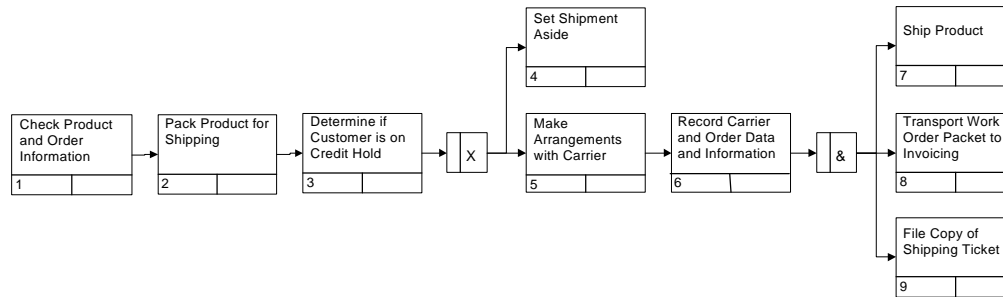 Set Shipment
Aside
4
Ship Product
7
Check Product
and Order
Information
1
Pack Product for
Shipping
2
Determine if
Customer is on
Credit Hold
3
X
Make
Arrangements
with Carrier
5
Record Carrier
and Order Data
and Information
6
&
Transport Work
Order Packet to
Invoicing
8
File Copy of
Shipping Ticket
9